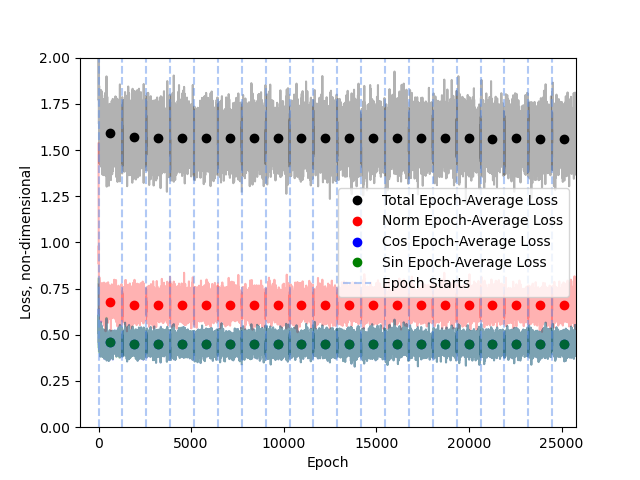 2.00
1.75
1.50
1.25
1.00
0.75
0.50
0.25
0.00
Loss, non-dimensional
Total Epoch-Average Loss
Norm Epoch-Average Loss
Cos Epoch-Average Loss
Sin Epoch-Average Loss
Epoch Starts
0 5000 10000 15000 20000 25000
Epoch